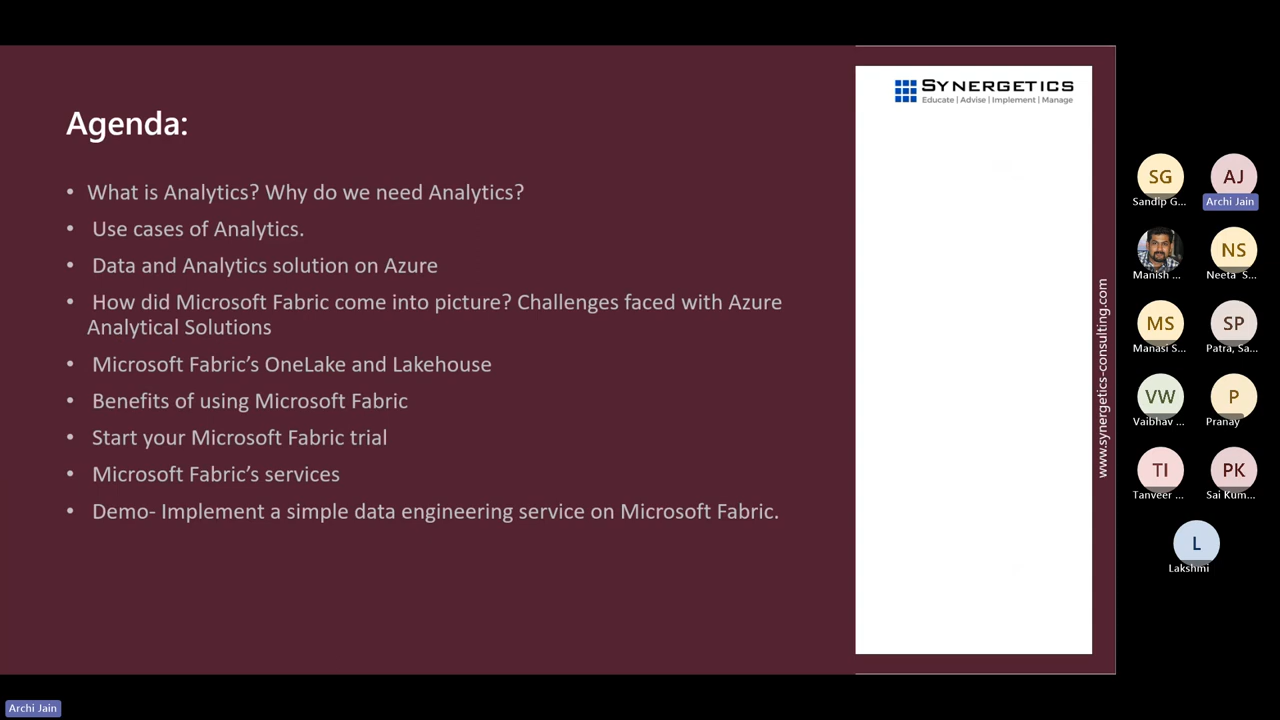 Agenda:
• What is Analytics? Why do we need Analytics?
• Use cases of Analytics.
• Data and Analytics solution on Azure
• How did Microsoft Fabric come into picture? Challenges faced with Azure
Analytical Solutions
• Microsoft Fabric’s OneLake and Lakehouse
• Benefits of using Microsoft Fabric
• Start your Microsoft Fabric trial
• Microsoft Fabric’s services
• Demo- Implement a simple data engineering service on Microsoft Fabric.
SYNERGETICS
Educate | Advise | Implement | Manage
www.synergetics-consulting.com
SG
Sandip G...
AJ
Archi Jain
Manish ...
NS
Neeta S...
MS
Manasi S...
SP
Patra, Sa...
VW
Vaibhav ...
P
Pranay
TI
Tanveer ...
PK
Sai Kum...
L
Lakshmi
Archi Jain